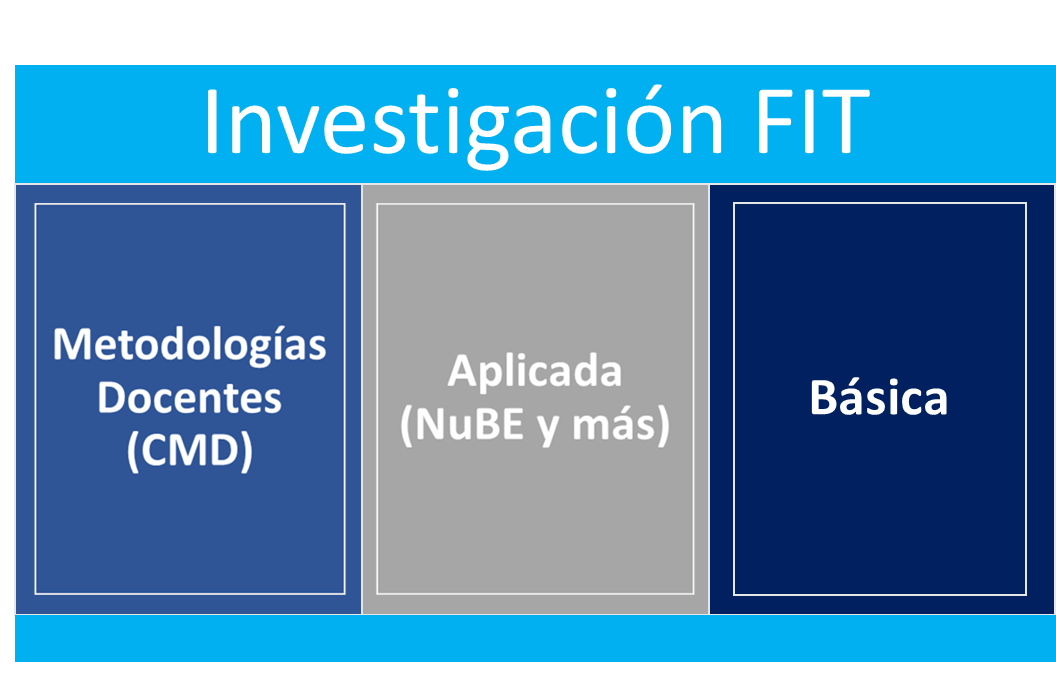 Investigación FIT
Metodologías
Docentes
(CMD)
Aplicada
(NuBE y más)
Básica